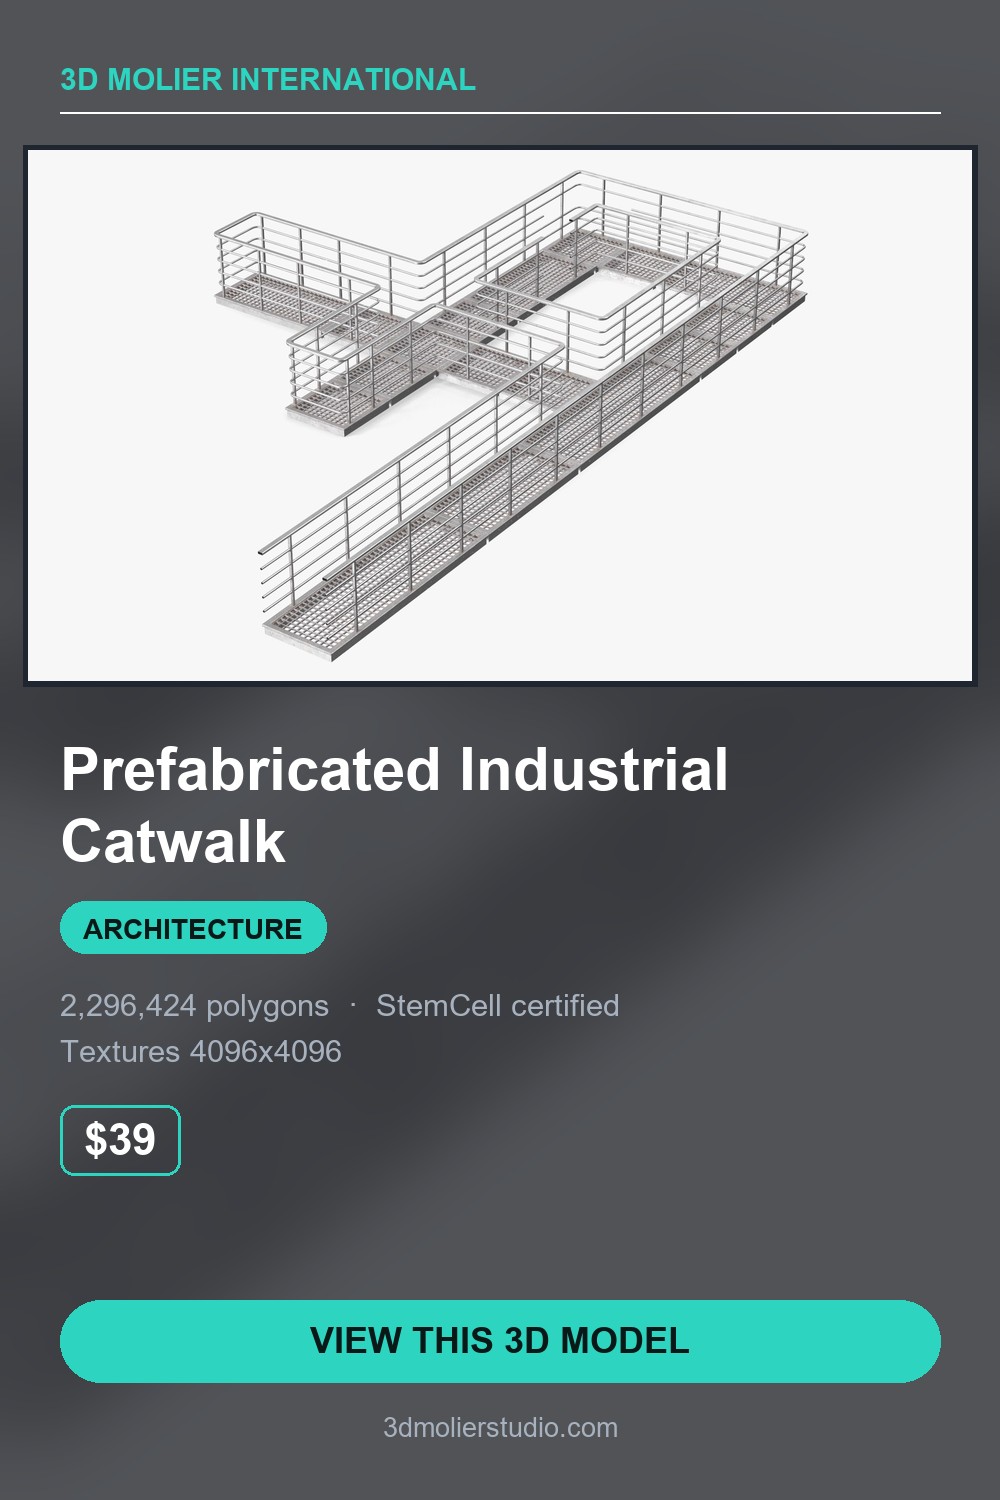 3D MOLIER INTERNATIONAL
Prefabricated Industrial
Catwalk
ARCHITECTURE
2,296,424 polygons · StemCell certified
Textures 4096x4096
$39
VIEW THIS 3D MODEL
3dmolierstudio.com